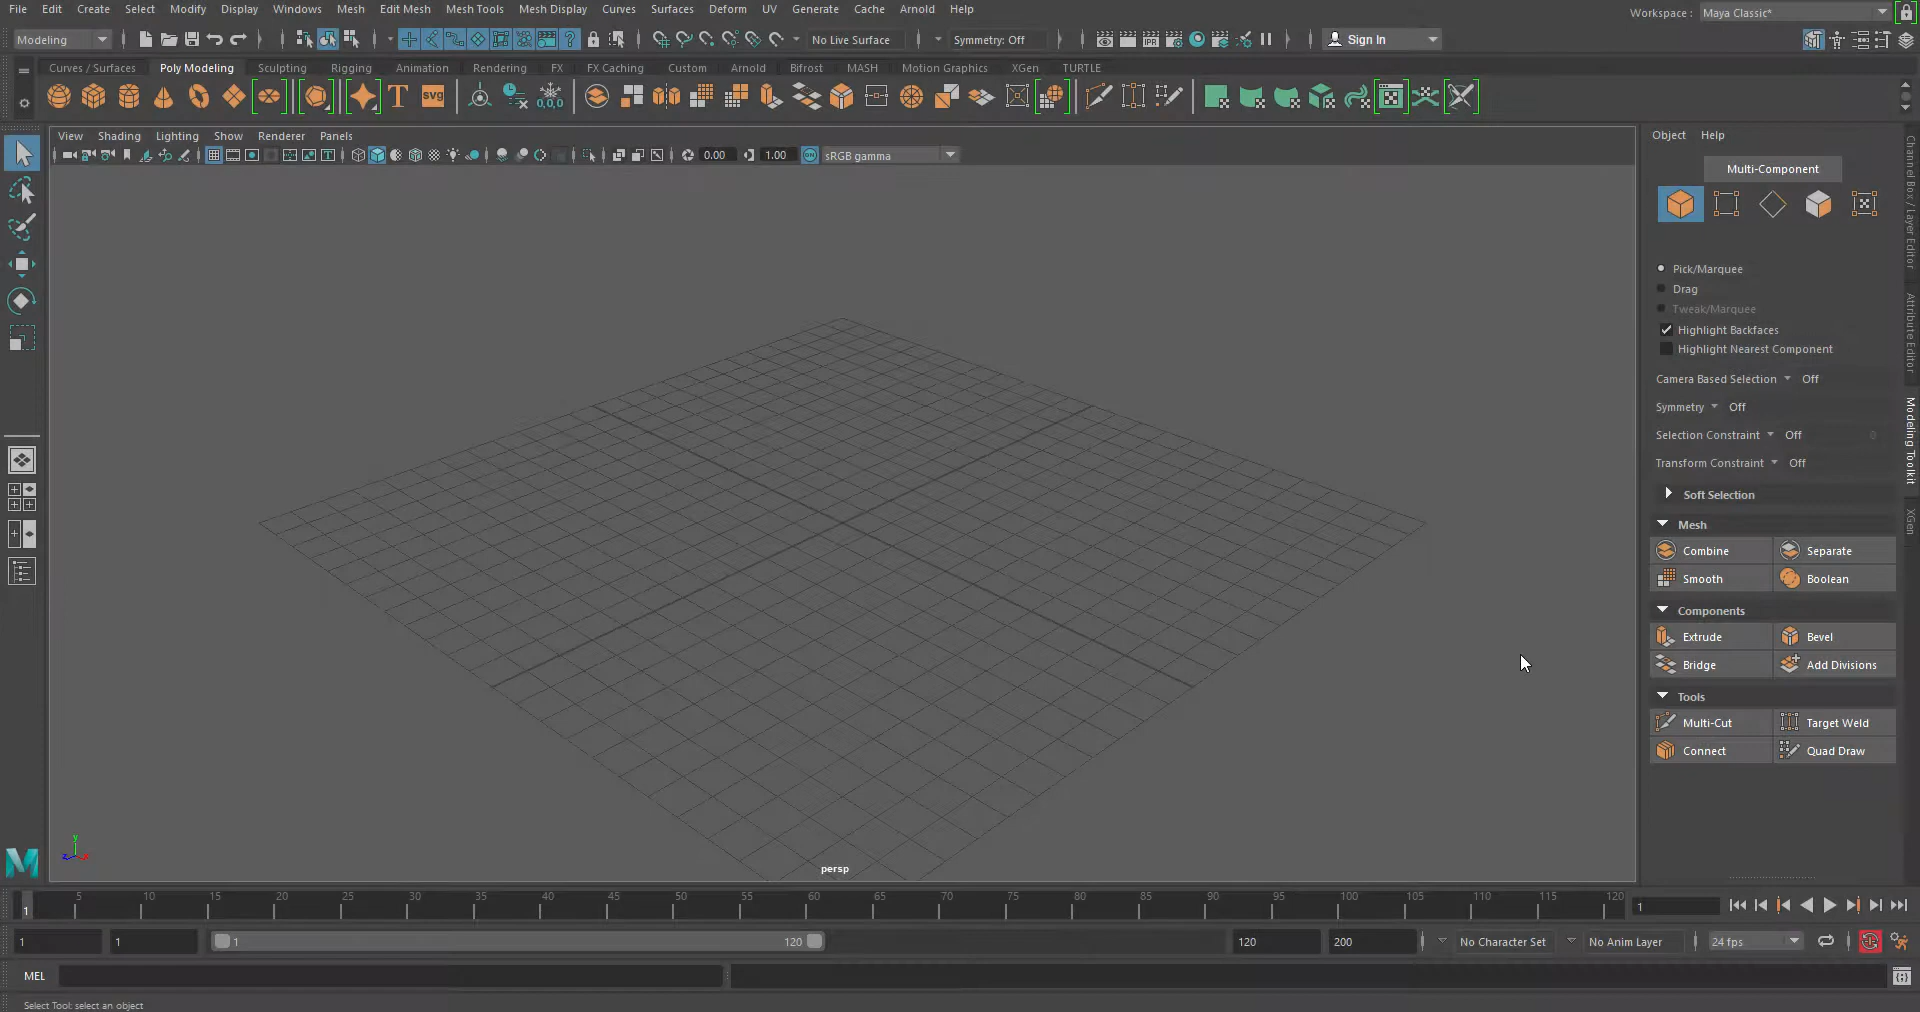 File Edit Create Select Modify Display Windows Mesh Edit Mesh Mesh Tools Mesh Display Curves Surfaces Deform UV Generate Cache Arnold Help
Workspace : Maya Classic*
Modeling
No Live Surface
Symmetry: Off
Sign In
Curves / Surfaces Poly Modeling Sculpting Rigging Animation Rendering FX FX Caching Custom Arnold Bifrost MASH Motion Graphics XGen TURTLE
T svg 0,0,0
View Shading Lighting Show Renderer Panels
0.00 1.00 ON sRGB gamma
Object Help
Multi-Component
Pick/Marquee
Drag
Tweak/Marquee
Highlight Backfaces
Highlight Nearest Component
Camera Based Selection Off
Symmetry Off
Selection Constraint Off 0
Transform Constraint Off
Soft Selection
Mesh
Combine Separate
Smooth Boolean
Components
Extrude Bevel
Bridge Add Divisions
Tools
Multi-Cut Target Weld
Connect Quad Draw
Channel Box / Layer Editor
Attribute Editor
Modeling Toolkit
XGen
y
z x
persp
1 5 10 15 20 25 30 35 40 45 50 55 60 65 70 75 80 85 90 95 100 105 110 115 120
1
1 1 1 120 120 200 No Character Set No Anim Layer 24 fps
MEL
Select Tool: select an object